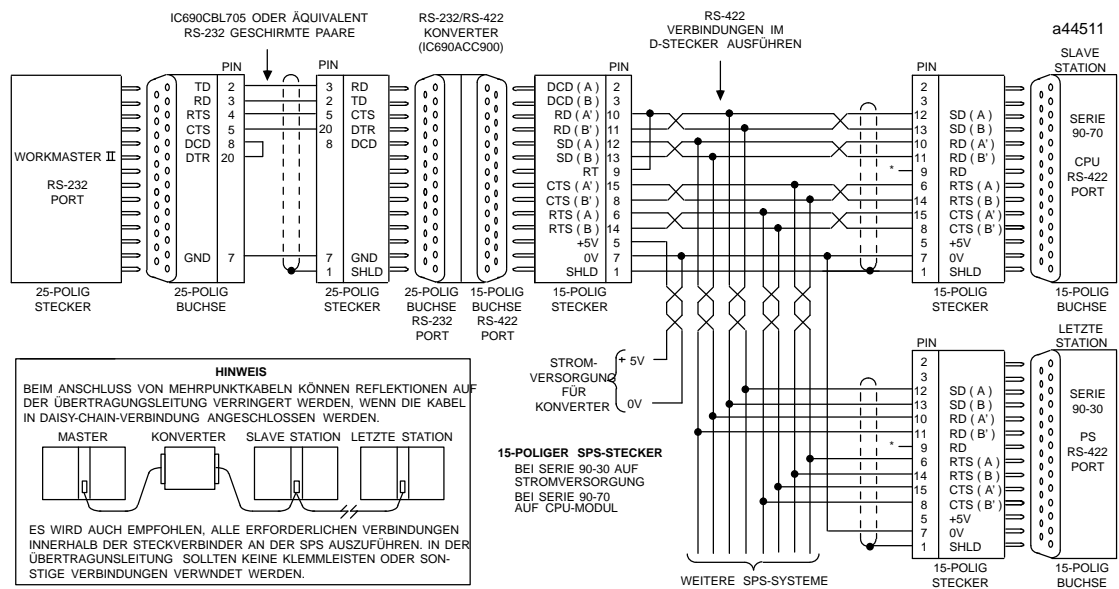 IC690CBL705 ODER ÄQUIVALENT
RS-232 GESCHIRMTE PAARE
RS-232/RS-422
KONVERTER
(IC690ACC900)
RS-422
VERBINDUNGEN IM
D-STECKER AUSFÜHREN
a44511
SLAVE
STATION
WORKMASTER II
RS-232
PORT
25-POLIG
STECKER
PIN
TD 2
RD 3
RTS 4
CTS 5
DCD 8
DTR 20
GND 7
25-POLIG
BUCHSE
PIN
3 RD
2 TD
5 CTS
20 DTR
8 DCD
7 GND
1 SHLD
25-POLIG
STECKER
25-POLIG
BUCHSE
RS-232
PORT
15-POLIG
BUCHSE
RS-422
PORT
PIN
DCD ( A ) 2
DCD ( B ) 3
RD ( A' ) 10
RD ( B' ) 11
SD ( A ) 12
SD ( B ) 13
RT 9
CTS ( A' ) 15
CTS ( B' ) 8
RTS ( A ) 6
RTS ( B ) 14
+5V 5
0V 7
SHLD 1
15-POLIG
STECKER
PIN
2
3
12 SD ( A )
13 SD ( B )
10 RD ( A' )
11 RD ( B' )
* 9 RD
6 RTS ( A )
14 RTS ( B )
15 CTS ( A' )
8 CTS ( B' )
5 +5V
7 0V
1 SHLD
15-POLIG
STECKER
SERIE
90-70
CPU
RS-422
PORT
15-POLIG
BUCHSE
LETZTE
STATION
STROM-
VERSORGUNG
FÜR
KONVERTER
+ 5V
0V
PIN
2
3
12 SD ( A )
13 SD ( B )
10 RD ( A' )
11 RD ( B' )
* 9 RD
6 RTS ( A )
14 RTS ( B )
15 CTS ( A' )
8 CTS ( B' )
5 +5V
7 0V
1 SHLD
15-POLIG
STECKER
SERIE
90-30
PS
RS-422
PORT
15-POLIG
BUCHSE
15-POLIGER SPS-STECKER
BEI SERIE 90-30 AUF
STROMVERSORGUNG
BEI SERIE 90-70
AUF CPU-MODUL
WEITERE SPS-SYSTEME
HINWEIS
BEIM ANSCHLUSS VON MEHRPUNKTKABELN KÖNNEN REFLEKTIONEN AUF
DER ÜBERTRAGUNGSLEITUNG VERRINGERT WERDEN, WENN DIE KABEL
IN DAISY-CHAIN-VERBINDUNG ANGESCHLOSSEN WERDEN.
MASTER KONVERTER SLAVE STATION LETZTE STATION
ES WIRD AUCH EMPFOHLEN, ALLE ERFORDERLICHEN VERBINDUNGEN
INNERHALB DER STECKVERBINDER AN DER SPS AUSZUFÜHREN. IN DER
ÜBERTRAGUNSLEITUNG SOLLTEN KEINE KLEMMLEISTEN ODER SON-
STIGE VERBINDUNGEN VERWNDET WERDEN.